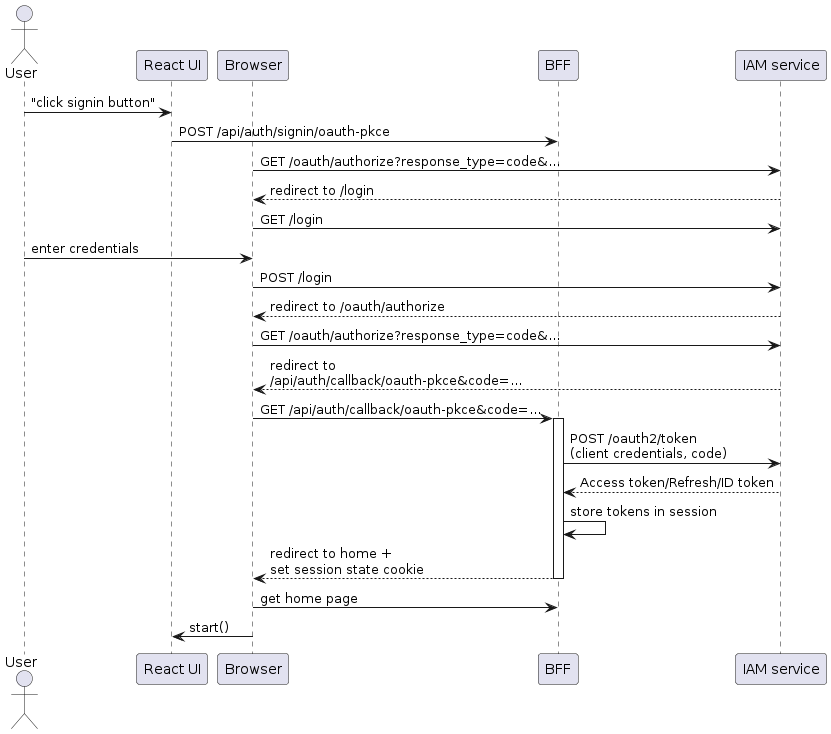 User
React UI
Browser
BFF
IAM service
"click signin button"
POST /api/auth/signin/oauth-pkce
GET /oauth/authorize?response_type=code&...
redirect to /login
GET /login
enter credentials
POST /login
redirect to /oauth/authorize
GET /oauth/authorize?response_type=code&...
redirect to
/api/auth/callback/oauth-pkce&code=...
GET /api/auth/callback/oauth-pkce&code=...
POST /oauth2/token
(client credentials, code)
Access token/Refresh/ID token
store tokens in session
redirect to home +
set session state cookie
get home page
start()
User
React UI
Browser
BFF
IAM service